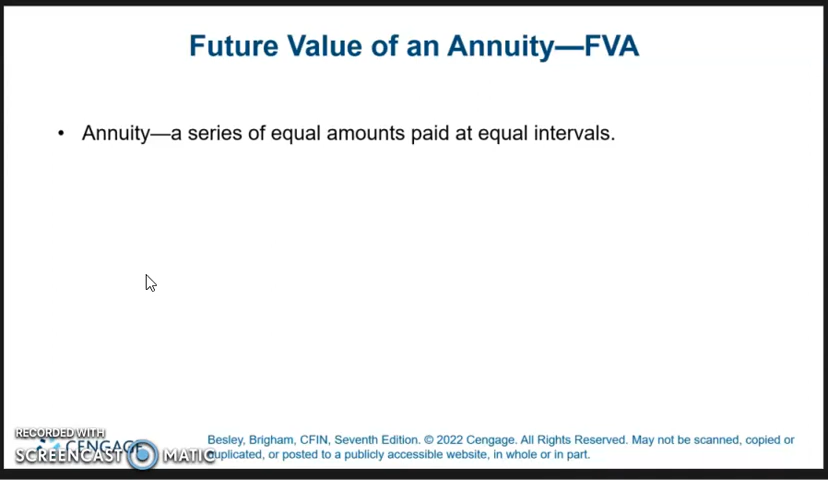 Future Value of an Annuity—FVA
• Annuity—a series of equal amounts paid at equal intervals.
RECORDED WITH
CENGAGE
SCREENCAST MATIC
Besley, Brigham, CFIN, Seventh Edition. © 2022 Cengage. All Rights Reserved. May not be scanned, copied or
duplicated, or posted to a publicly accessible website, in whole or in part.